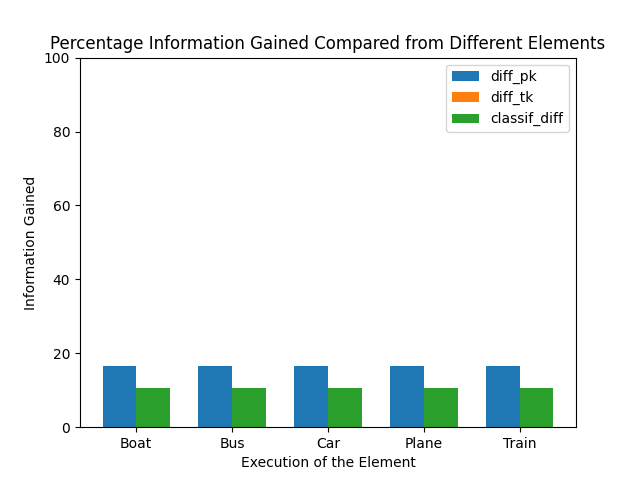 Percentage Information Gained Compared from Different Elements
100
80
60
40
20
0
Information Gained
diff_pk
diff_tk
classif_diff
Boat Bus Car Plane Train
Execution of the Element